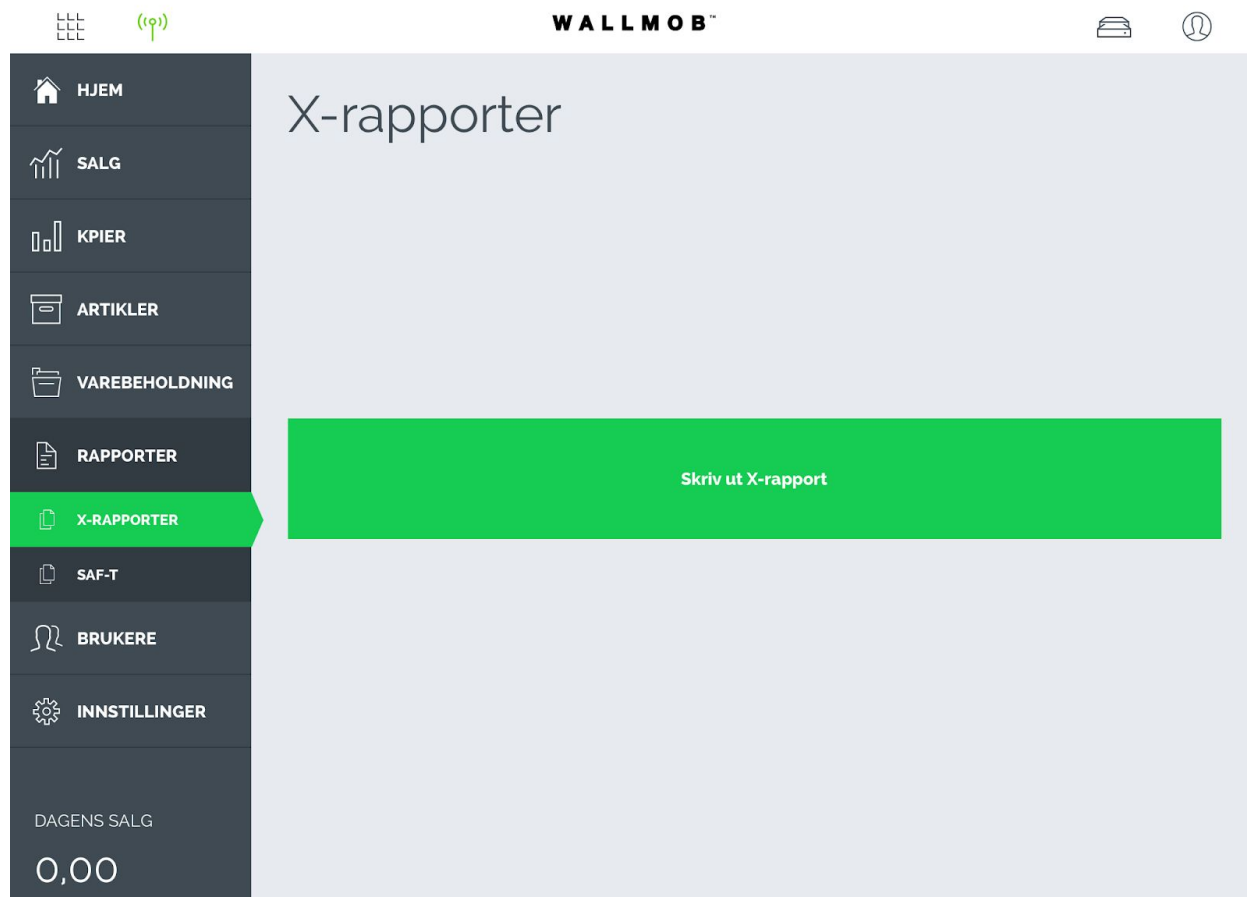 WALLMOB™
HJEM
SALG
KPIER
ARTIKLER
VAREBEHOLDNING
RAPPORTER
X-RAPPORTER
SAF-T
BRUKERE
INNSTILLINGER
DAGENS SALG
0,00
X-rapporter
Skriv ut X-rapport